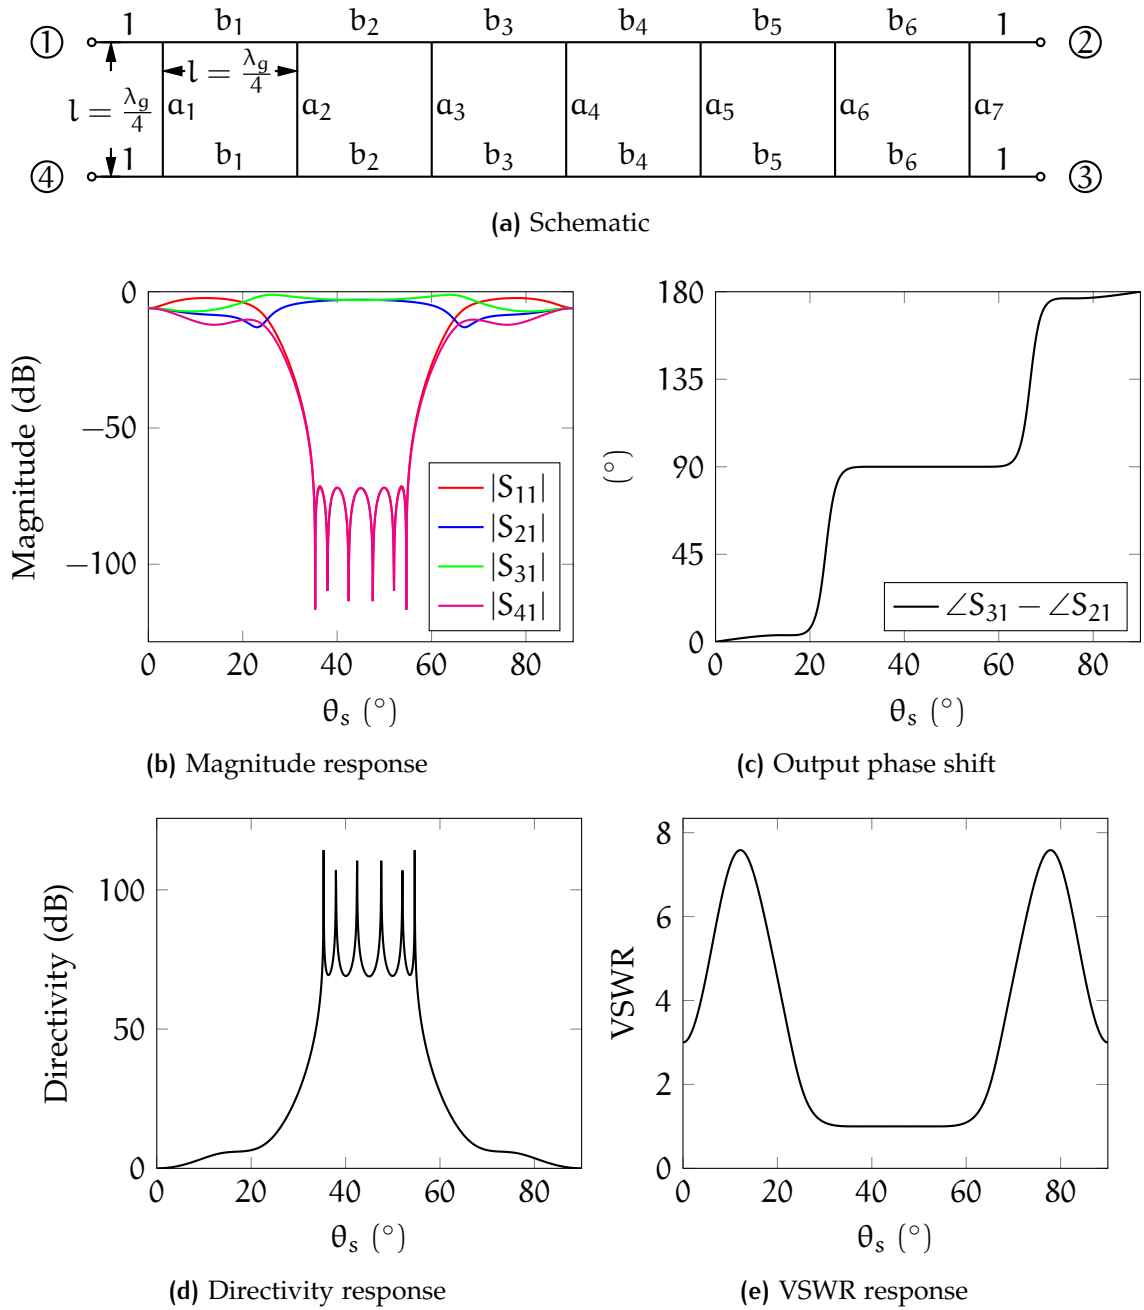 1 b₁ b₂ b₃ b₄ b₅ b₆ 1
① ②
l = λg/4
l = λg/4 a₁ a₂ a₃ a₄ a₅ a₆ a₇
1 b₁ b₂ b₃ b₄ b₅ b₆ 1
④ ③
(a) Schematic
Magnitude (dB)
0
−50
−100
|S₁₁|
|S₂₁|
|S₃₁|
|S₄₁|
0 20 40 60 80
θₛ (°)
(b) Magnitude response
(°)
180
135
90
45
0
∠S₃₁ − ∠S₂₁
0 20 40 60 80
θₛ (°)
(c) Output phase shift
Directivity (dB)
100
50
0
0 20 40 60 80
θₛ (°)
(d) Directivity response
VSWR
8
6
4
2
0
0 20 40 60 80
θₛ (°)
(e) VSWR response